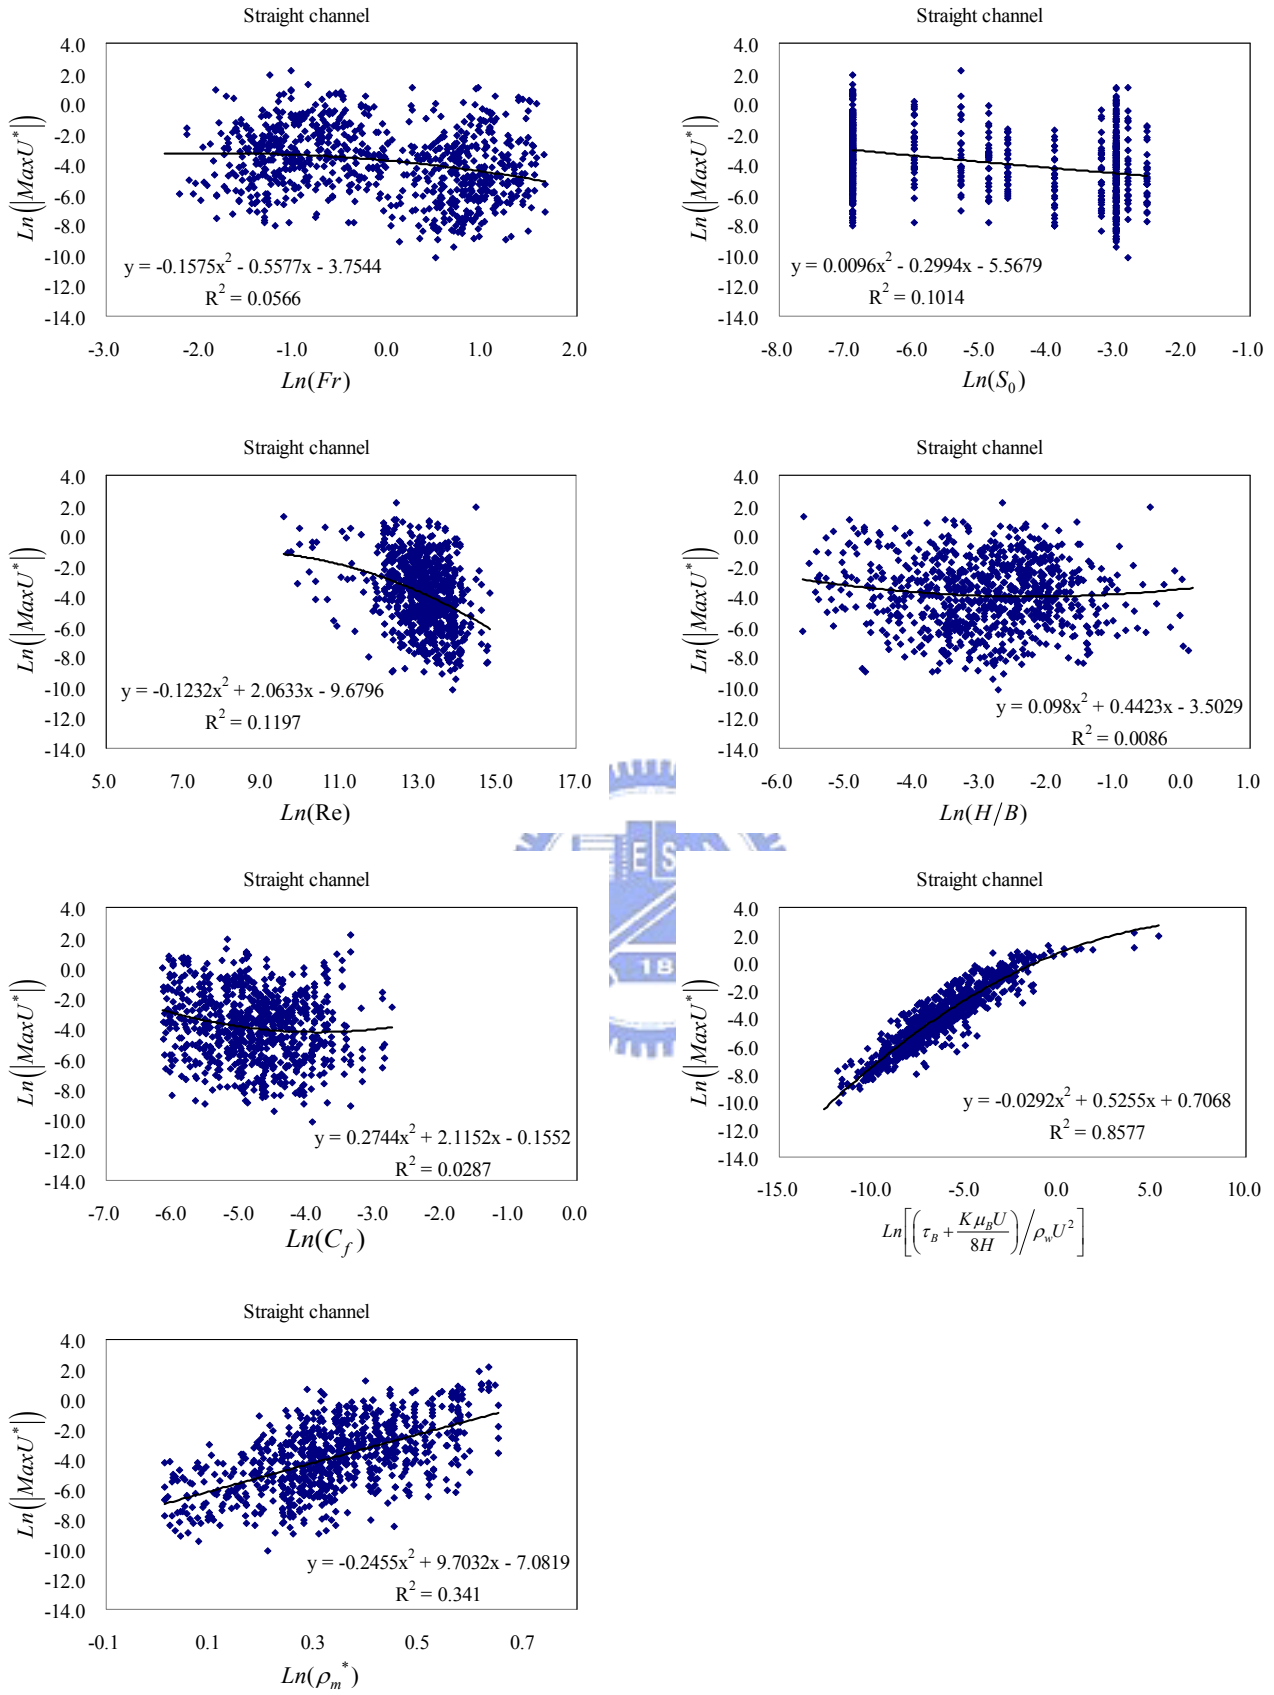 Straight channel
4.0
2.0
0.0
-2.0
-4.0
-6.0
-8.0
-10.0
-12.0
-14.0
Ln(|MaxU*|)
y = -0.1575x² - 0.5577x - 3.7544
R² = 0.0566
-3.0 -2.0 -1.0 0.0 1.0 2.0
Ln(Fr)
Straight channel
4.0
2.0
0.0
-2.0
-4.0
-6.0
-8.0
-10.0
-12.0
-14.0
Ln(|MaxU*|)
y = 0.0096x² - 0.2994x - 5.5679
R² = 0.1014
-8.0 -7.0 -6.0 -5.0 -4.0 -3.0 -2.0 -1.0
Ln(S₀)
Straight channel
4.0
2.0
0.0
-2.0
-4.0
-6.0
-8.0
-10.0
-12.0
-14.0
Ln(|MaxU*|)
y = -0.1232x² + 2.0633x - 9.6796
R² = 0.1197
5.0 7.0 9.0 11.0 13.0 15.0 17.0
Ln(Re)
Straight channel
4.0
2.0
0.0
-2.0
-4.0
-6.0
-8.0
-10.0
-12.0
-14.0
Ln(|MaxU*|)
y = 0.098x² + 0.4423x - 3.5029
R² = 0.0086
-6.0 -5.0 -4.0 -3.0 -2.0 -1.0 0.0 1.0
Ln(H/B)
E S
18
Straight channel
4.0
2.0
0.0
-2.0
-4.0
-6.0
-8.0
-10.0
-12.0
-14.0
Ln(|MaxU*|)
y = 0.2744x² + 2.1152x - 0.1552
R² = 0.0287
-7.0 -6.0 -5.0 -4.0 -3.0 -2.0 -1.0 0.0
Ln(C_f)
Straight channel
4.0
2.0
0.0
-2.0
-4.0
-6.0
-8.0
-10.0
-12.0
-14.0
Ln(|MaxU*|)
y = -0.0292x² + 0.5255x + 0.7068
R² = 0.8577
-15.0 -10.0 -5.0 0.0 5.0 10.0
Ln[(τ_B + Kμ_BU/8H)/ρ_wU²]
Straight channel
4.0
2.0
0.0
-2.0
-4.0
-6.0
-8.0
-10.0
-12.0
-14.0
Ln(|MaxU*|)
y = -0.2455x² + 9.7032x - 7.0819
R² = 0.341
-0.1 0.1 0.3 0.5 0.7
Ln(ρ_m*)